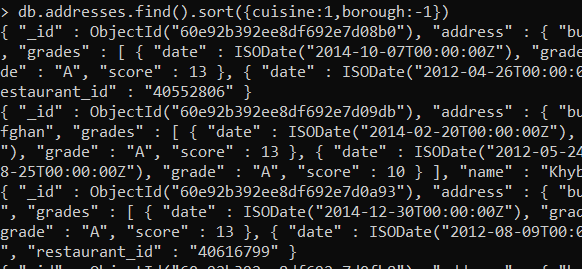 > db.addresses.find().sort({cuisine:1,borough:-1})
{ "_id" : ObjectId("60e92b392ee8df692e7d08b0"), "address" : { "bu
, "grades" : [ { "date" : ISODate("2014-10-07T00:00:00Z"), "grade
de" : "A", "score" : 13 }, { "date" : ISODate("2012-04-26T00:00:0
estaurant_id" : "40552806" }
{ "_id" : ObjectId("60e92b392ee8df692e7d09db"), "address" : { "bu
fghan", "grades" : [ { "date" : ISODate("2014-02-20T00:00:00Z"),
"), "grade" : "A", "score" : 13 }, { "date" : ISODate("2012-05-24
8-25T00:00:00Z"), "grade" : "A", "score" : 10 } ], "name" : "Khyb
{ "_id" : ObjectId("60e92b392ee8df692e7d0a93"), "address" : { "bu
", "grades" : [ { "date" : ISODate("2014-12-30T00:00:00Z"), "grad
grade" : "A", "score" : 13 }, { "date" : ISODate("2012-08-09T00:0
", "restaurant_id" : "40616799" }